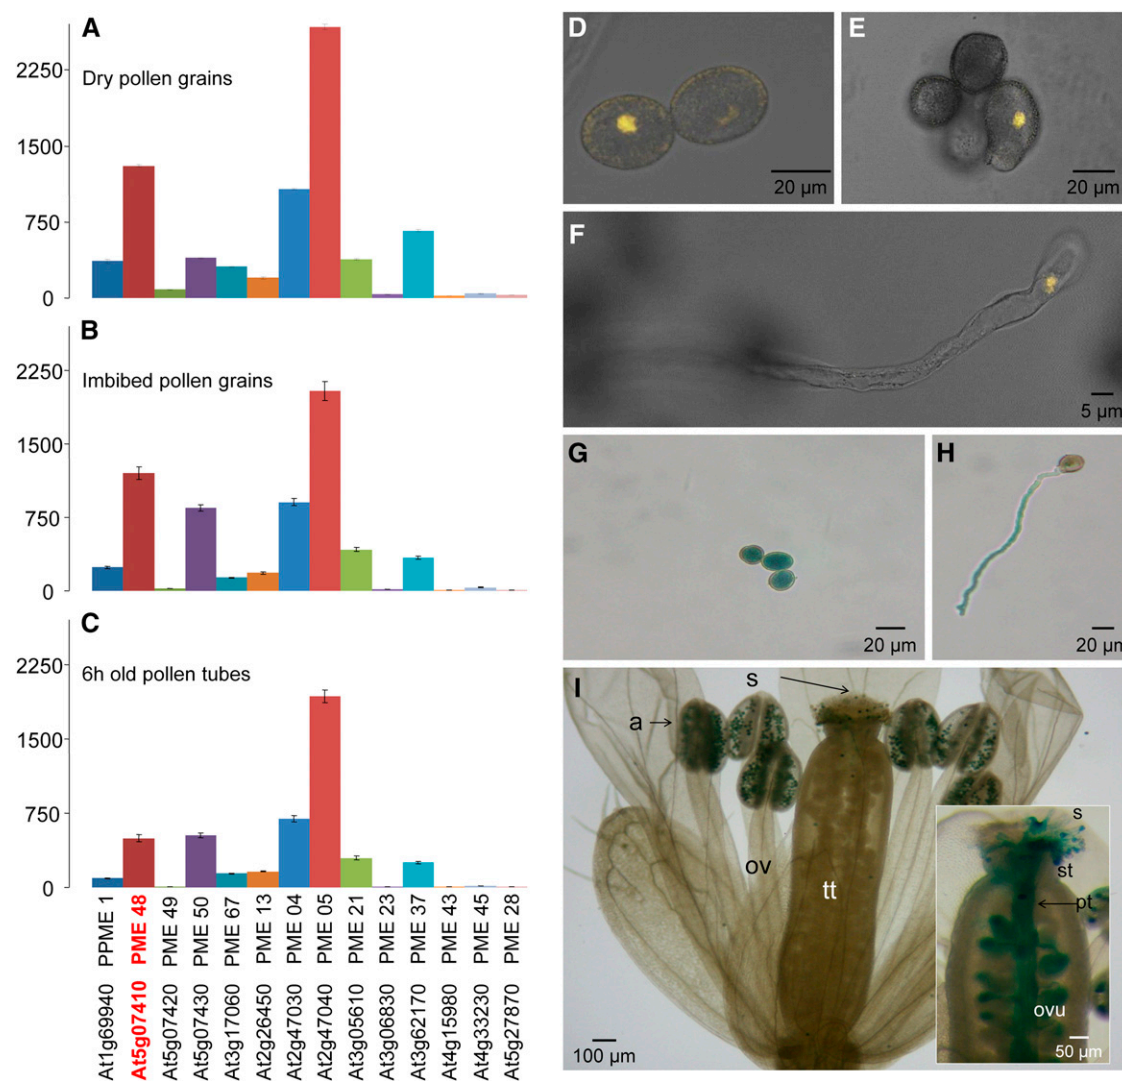 A
Dry pollen grains
2250
1500
750
0
B
Imbibed pollen grains
2250
1500
750
0
C
6h old pollen tubes
2250
1500
750
0
PPME 1
PME 48
PME 49
PME 50
PME 67
PME 13
PME 04
PME 05
PME 21
PME 23
PME 37
PME 43
PME 45
PME 28
At1g69940
At5g07410
At5g07420
At5g07430
At3g17060
At2g26450
At2g47030
At2g47040
At3g05610
At3g06830
At3g62170
At4g115980
At4g33230
At5g27870
D
20 µm
E
20 µm
F
5 µm
G
20 µm
H
20 µm
I
s
a
ov
tt
100 µm
s
st
pt
ovu
50 µm